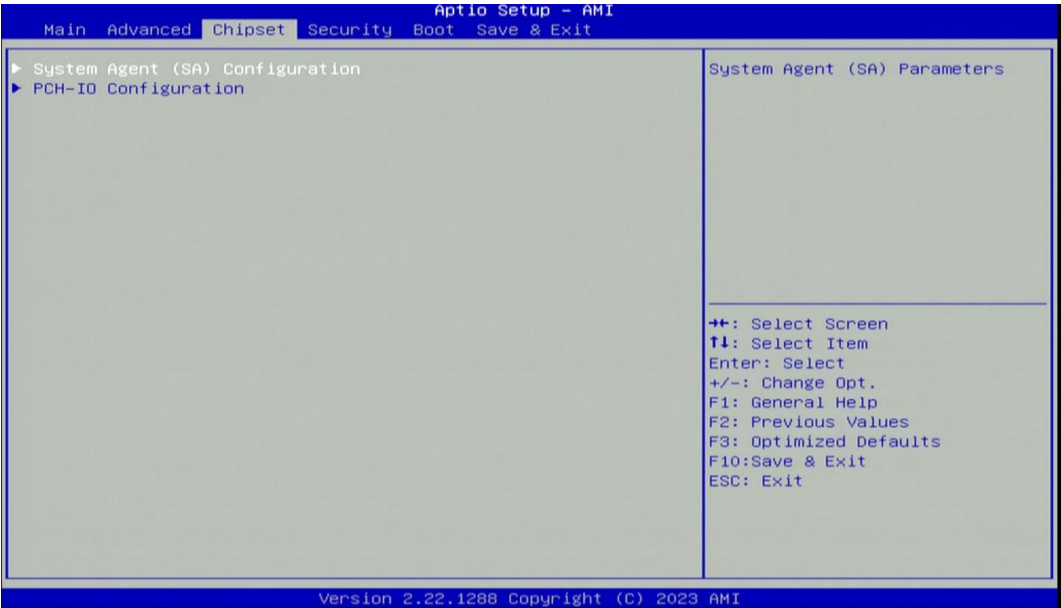 Aptio Setup – AMI
Main Advanced Chipset Security Boot Save & Exit
▶ System Agent (SA) Configuration
▶ PCH-IO Configuration
System Agent (SA) Parameters
→←: Select Screen
↑↓: Select Item
Enter: Select
+/-: Change Opt.
F1: General Help
F2: Previous Values
F3: Optimized Defaults
F10:Save & Exit
ESC: Exit
Version 2.22.1288 Copyright (C) 2023 AMI